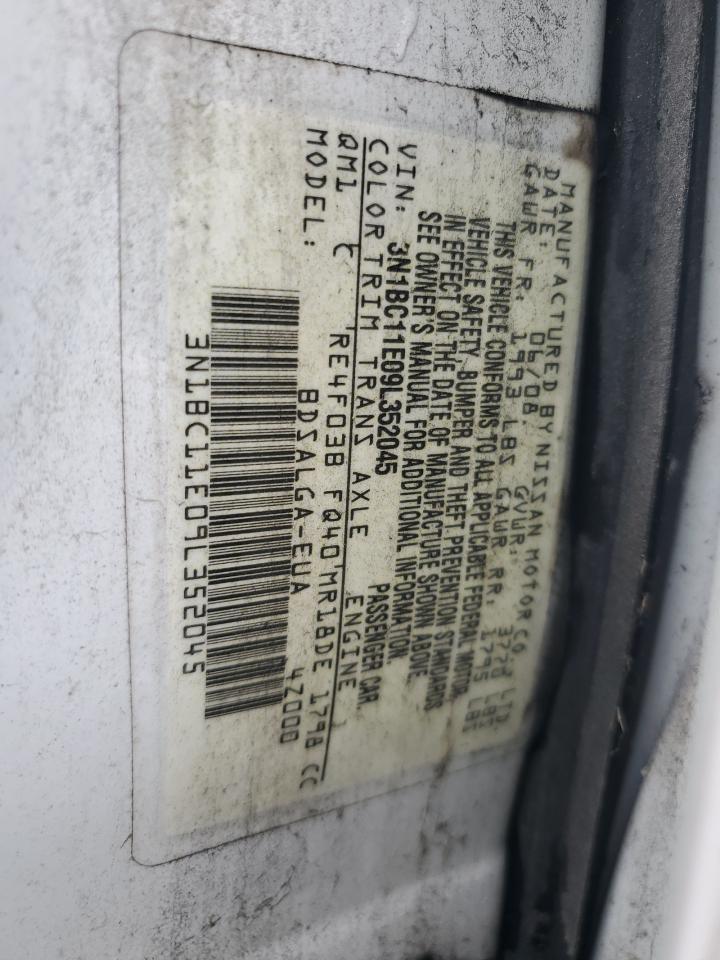 MANUFACTURED BY NISSAN MOTOR CO. LTD.
DATE: 06/08. GVWR: 3770 LBS
GAWR FR: 1993 LBS GAWR RR: 1795 LBS
THIS VEHICLE CONFORMS TO ALL APPLICABLE FEDERAL MOTOR
VEHICLE SAFETY, BUMPER AND THEFT PREVENTION STANDARDS
IN EFFECT ON THE DATE OF MANUFACTURE SHOWN ABOVE.
SEE OWNER'S MANUAL FOR ADDITIONAL INFORMATION.
VIN: 3N1BC11E09L352045 PASSENGER CAR.
COLOR TRIM TRANS AXLE ENGINE
QM1 C RE4F03B FQ40 MR18DE 1798 CC
MODEL: BDSALGA-EUA 4Z000
3N1BC11E09L352045